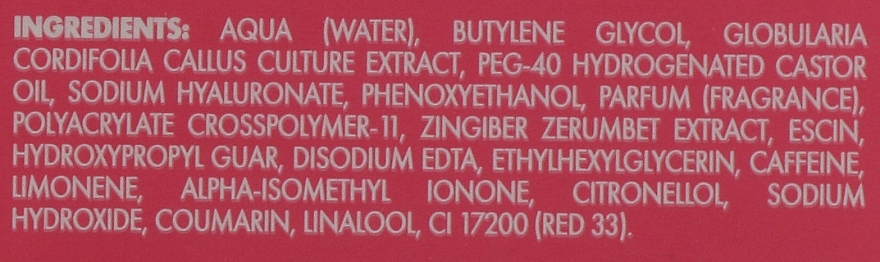 INGREDIENTS: AQUA (WATER), BUTYLENE GLYCOL, GLOBULARIA
CORDIFOLIA CALLUS CULTURE EXTRACT, PEG-40 HYDROGENATED CASTOR
OIL, SODIUM HYALURONATE, PHENOXYETHANOL, PARFUM (FRAGRANCE),
POLYACRYLATE CROSSPOLYMER-11, ZINGIBER ZERUMBET EXTRACT, ESCIN,
HYDROXYPROPYL GUAR, DISODIUM EDTA, ETHYLHEXYLGLYCERIN, CAFFEINE,
LIMONENE, ALPHA-ISOMETHYL IONONE, CITRONELLOL, SODIUM
HYDROXIDE, COUMARIN, LINALOOL, CI 17200 (RED 33).